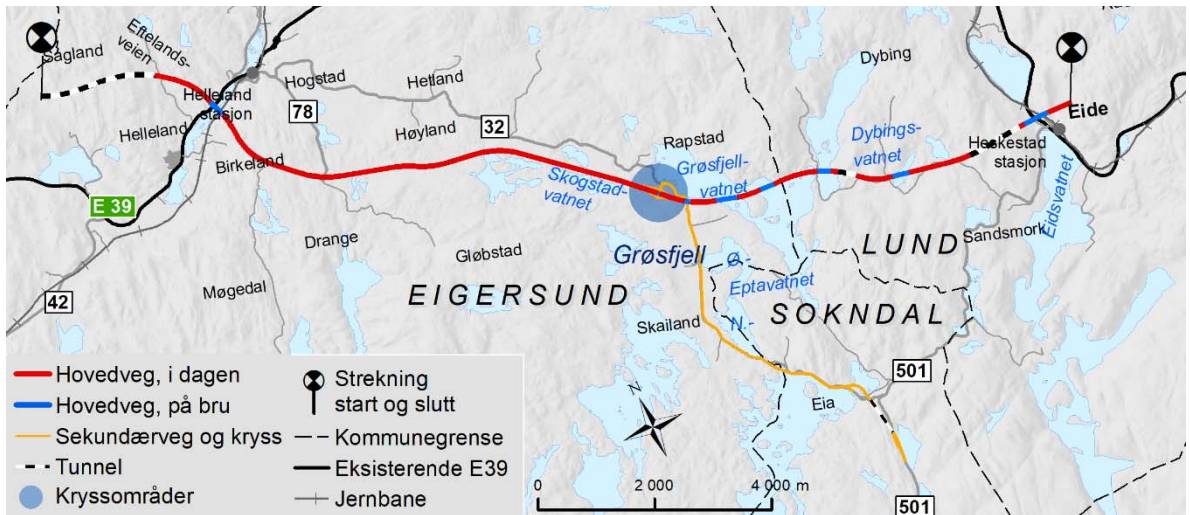 Sagland
Eftelands-
veien
Helleland
stasjon
Helleland
Hogstad
Hetland
78
Høyland
32
Birkeland
E 39
42
Drange
Møgedal
Gløbstad
Skogstad-
vatnet
Rapstad
Grøsfjell-
vatnet
Grøsfjell
EIGERSUND
Dybing
Dybings-
vatnet
Heskestad
stasjon
Eide
Eidsvatnet
Sandsmork
LUND
SOKNDAL
Ø.-
Eptavatnet
N.-
Skailand
Eia
501
501
N
Hovedveg, i dagen
Hovedveg, på bru
Sekundærveg og kryss
Tunnel
Kryssområder
Strekning
start og slutt
Kommunegrense
Eksisterende E39
Jernbane
0 2 000 4 000 m